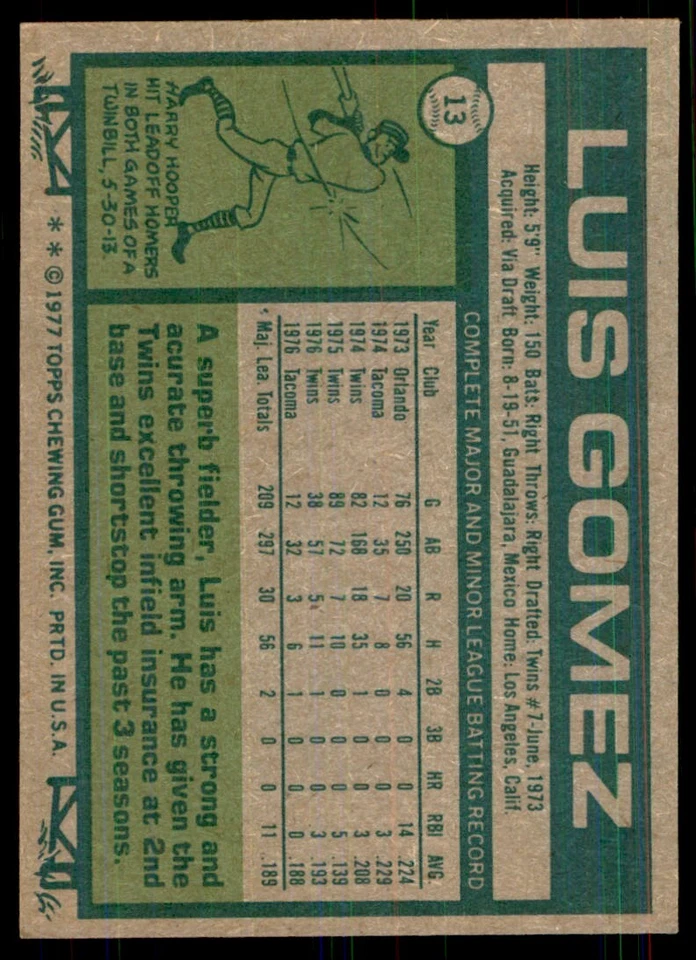 13
LUIS GOMEZ
Height: 5'9" Weight: 150 Bats: Right Throws: Right Drafted: Twins #7-June, 1973
Acquired: Via Draft. Born: 8-19-51, Guadalajara, Mexico Home: Los Angeles, Calif.
COMPLETE MAJOR AND MINOR LEAGUE BATTING RECORD
Year Club G AB R H 2B 3B HR RBI AVG.
1973 Orlando 76 250 20 56 4 0 0 14 .224
1974 Tacoma 12 35 7 8 0 0 0 3 .229
1974 Twins 82 168 18 35 1 0 0 3 .208
1975 Twins 89 72 7 10 0 0 0 5 .139
1976 Twins 38 57 5 11 1 0 0 3 .193
1976 Tacoma 12 32 3 6 1 0 0 0 .188
Maj. Lea. Totals 209 297 30 56 2 0 0 11 .189
HARRY HOOPER
HIT LEADOFF HOMERS
IN BOTH GAMES OF A
TWINBILL, 5-30-13.
A superb fielder, Luis has a strong and
acurate throwing arm. He has given the
Twins excellent infield insurance at 2nd
base and shortstop the past 3 seasons.
* * © 1977 TOPPS CHEWING GUM, INC. PRTD. IN U.S.A.